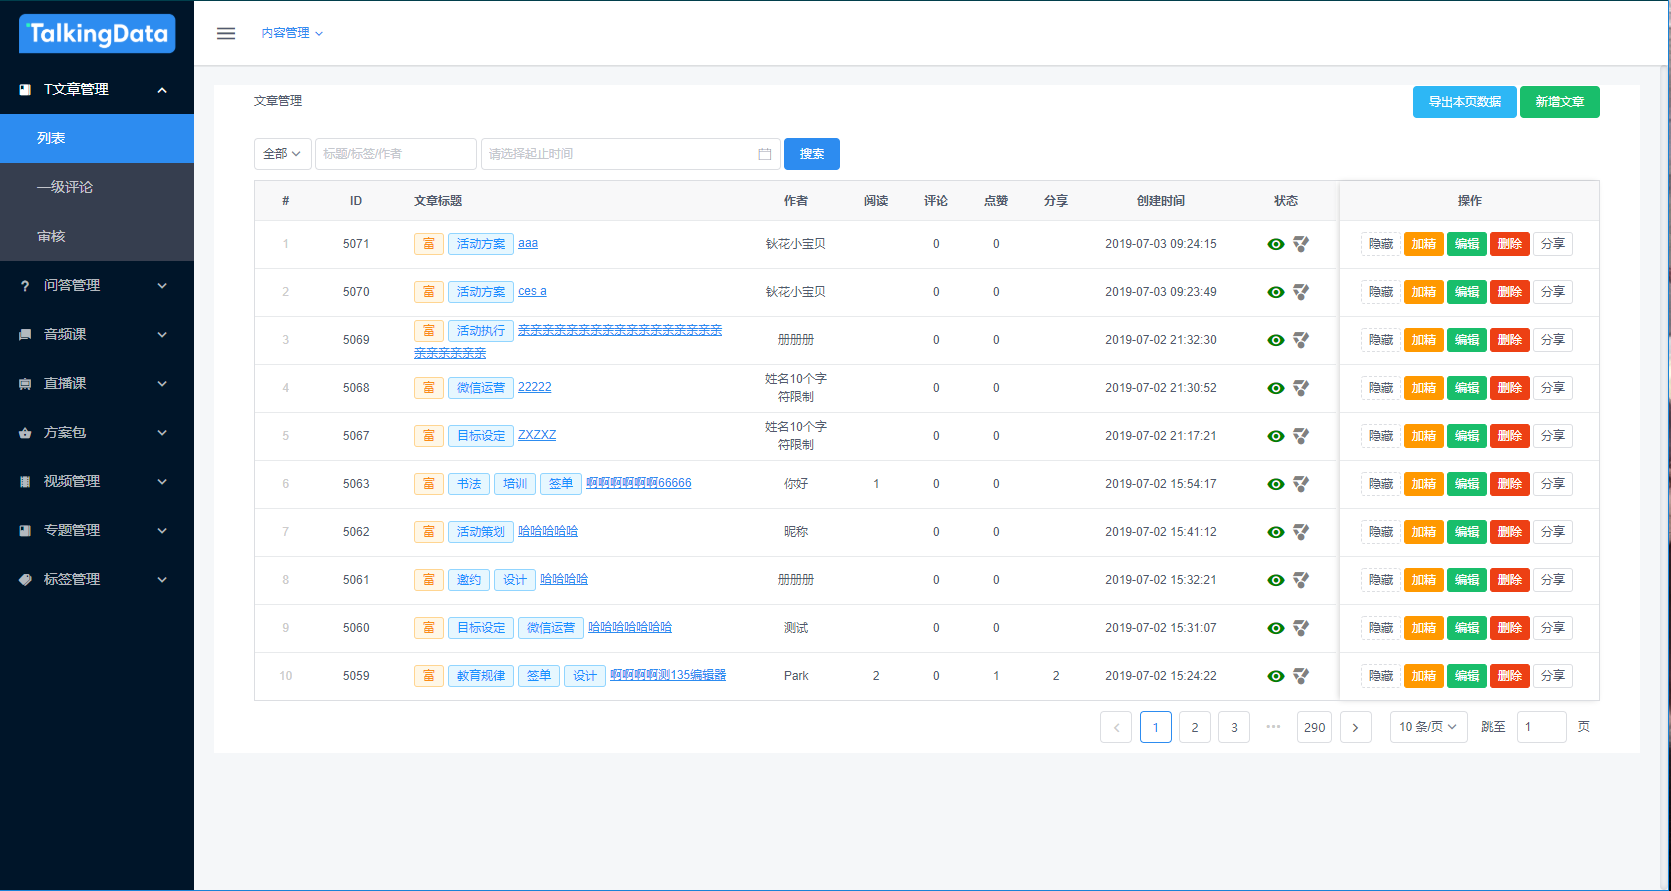 TalkingData
内容管理
T文章管理
列表
一级评论
审核
问答管理
音频课
直播课
方案包
视频管理
专题管理
标签管理
文章管理
导出本页数据 新增文章
全部 标题/标签/作者 请选择起止时间 搜索
# ID 文章标题 作者 阅读 评论 点赞 分享 创建时间 状态 操作
1 5071 富 活动方案 aaa 钬花小宝贝 0 0 2019-07-03 09:24:15 隐藏 加精 编辑 删除 分享
2 5070 富 活动方案 ces a 钬花小宝贝 0 0 2019-07-03 09:23:49 隐藏 加精 编辑 删除 分享
3 5069 富 活动执行 亲亲亲亲亲亲亲亲亲亲亲亲亲亲亲亲亲 册册册 0 0 2019-07-02 21:32:30 隐藏 加精 编辑 删除 分享
亲亲亲亲亲亲
4 5068 富 微信运营 22222 姓名10个字 0 0 2019-07-02 21:30:52 隐藏 加精 编辑 删除 分享
符限制
5 5067 富 目标设定 ZXZXZ 姓名10个字 0 0 2019-07-02 21:17:21 隐藏 加精 编辑 删除 分享
符限制
6 5063 富 书法 培训 签单 啊啊啊啊啊啊66666 你好 1 0 0 2019-07-02 15:54:17 隐藏 加精 编辑 删除 分享
7 5062 富 活动策划 哈哈哈哈哈 昵称 0 0 2019-07-02 15:41:12 隐藏 加精 编辑 删除 分享
8 5061 富 邀约 设计 哈哈哈哈 册册册 0 0 2019-07-02 15:32:21 隐藏 加精 编辑 删除 分享
9 5060 富 目标设定 微信运营 哈哈哈哈哈哈哈 测试 0 0 2019-07-02 15:31:07 隐藏 加精 编辑 删除 分享
10 5059 富 教育规律 签单 设计 啊啊啊啊测135编辑器 Park 2 0 1 2 2019-07-02 15:24:22 隐藏 加精 编辑 删除 分享
1 2 3 ••• 290 10 条/页 跳至 1 页